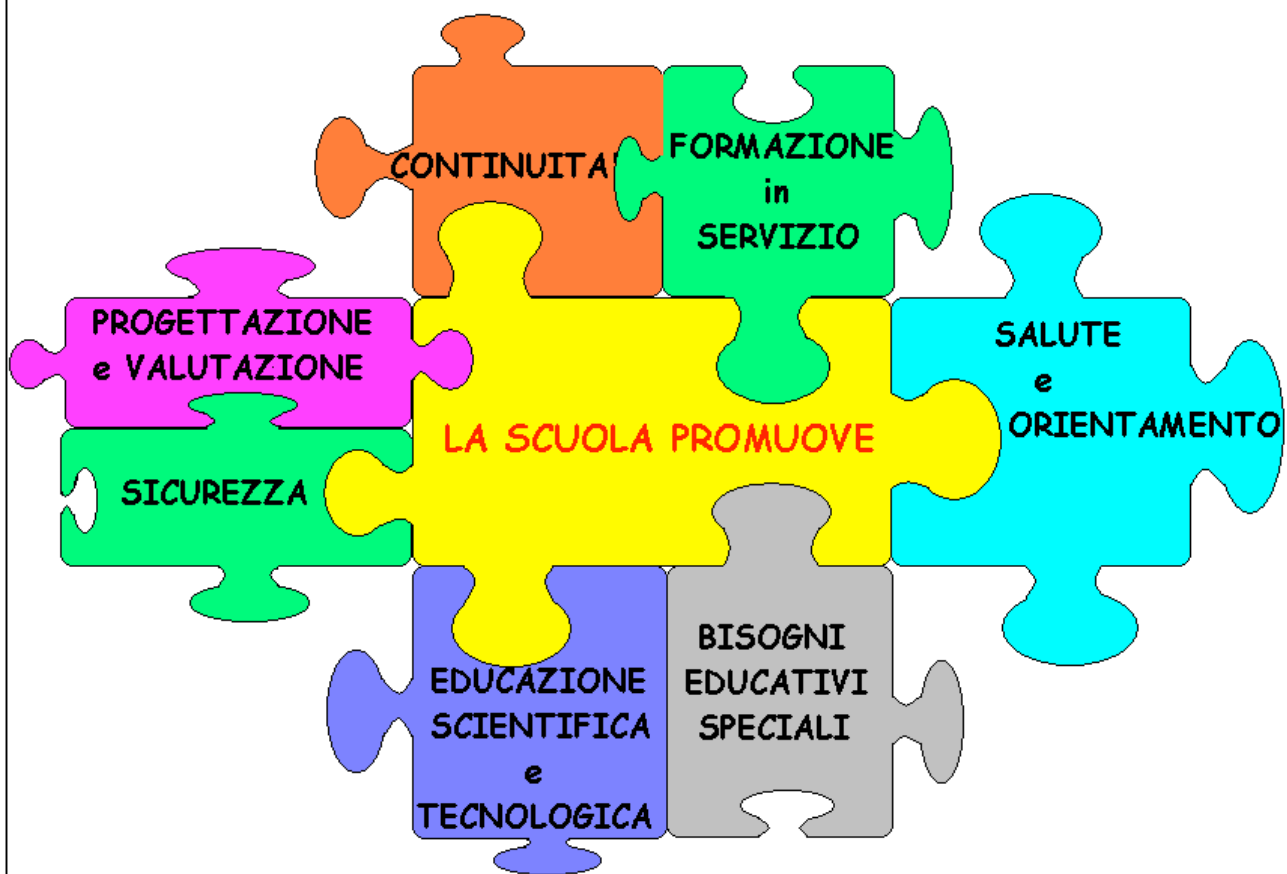 CONTINUITA'
FORMAZIONE
in
SERVIZIO
PROGETTAZIONE
e VALUTAZIONE
SALUTE
e
ORIENTAMENTO
LA SCUOLA PROMUOVE
SICUREZZA
EDUCAZIONE
SCIENTIFICA
e
TECNOLOGICA
BISOGNI
EDUCATIVI
SPECIALI